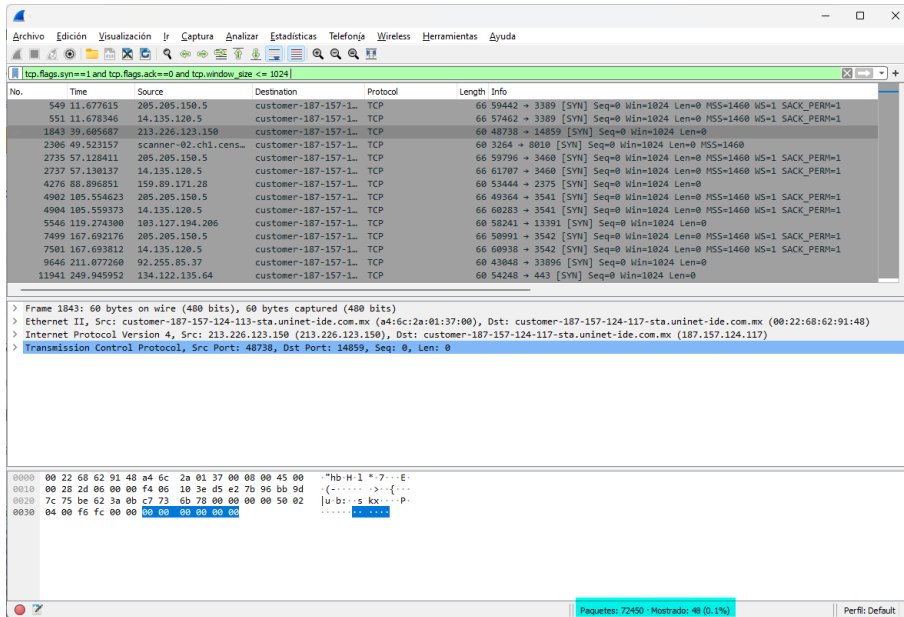 Archivo Edición Visualización Ir Captura Analizar Estadísticas Telefonía Wireless Herramientas Ayuda
tcp.flags.syn==1 and tcp.flags.ack==0 and tcp.window_size <= 1024
No. Time Source Destination Protocol Length Info
549 11.677615 205.205.150.5 customer-187-157-1… TCP 66 59442 → 3389 [SYN] Seq=0 Win=1024 Len=0 MSS=1460 WS=1 SACK_PERM=1
551 11.678346 14.135.120.5 customer-187-157-1… TCP 66 57462 → 3389 [SYN] Seq=0 Win=1024 Len=0 MSS=1460 WS=1 SACK_PERM=1
1843 39.605687 213.226.123.150 customer-187-157-1… TCP 60 48738 → 14859 [SYN] Seq=0 Win=1024 Len=0
2306 49.523157 scanner-02.ch1.cens… customer-187-157-1… TCP 60 3264 → 8010 [SYN] Seq=0 Win=1024 Len=0 MSS=1460
2735 57.128411 205.205.150.5 customer-187-157-1… TCP 66 59796 → 3460 [SYN] Seq=0 Win=1024 Len=0 MSS=1460 WS=1 SACK_PERM=1
2737 57.130137 14.135.120.5 customer-187-157-1… TCP 66 61707 → 3460 [SYN] Seq=0 Win=1024 Len=0 MSS=1460 WS=1 SACK_PERM=1
4276 88.896851 159.89.171.28 customer-187-157-1… TCP 60 53444 → 2375 [SYN] Seq=0 Win=1024 Len=0
4902 105.554623 205.205.150.5 customer-187-157-1… TCP 66 49364 → 3541 [SYN] Seq=0 Win=1024 Len=0 MSS=1460 WS=1 SACK_PERM=1
4904 105.559373 14.135.120.5 customer-187-157-1… TCP 66 60283 → 3541 [SYN] Seq=0 Win=1024 Len=0 MSS=1460 WS=1 SACK_PERM=1
5546 119.274300 103.127.194.206 customer-187-157-1… TCP 60 58241 → 13391 [SYN] Seq=0 Win=1024 Len=0
7499 167.692176 205.205.150.5 customer-187-157-1… TCP 66 50991 → 3542 [SYN] Seq=0 Win=1024 Len=0 MSS=1460 WS=1 SACK_PERM=1
7501 167.693812 14.135.120.5 customer-187-157-1… TCP 66 60938 → 3542 [SYN] Seq=0 Win=1024 Len=0 MSS=1460 WS=1 SACK_PERM=1
9646 211.077260 92.255.85.37 customer-187-157-1… TCP 60 43048 → 33896 [SYN] Seq=0 Win=1024 Len=0
11941 249.945952 134.122.135.64 customer-187-157-1… TCP 60 54248 → 443 [SYN] Seq=0 Win=1024 Len=0
> Frame 1843: 60 bytes on wire (480 bits), 60 bytes captured (480 bits)
> Ethernet II, Src: customer-187-157-124-113-sta.uninet-ide.com.mx (a4:6c:2a:01:37:00), Dst: customer-187-157-124-117-sta.uninet-ide.com.mx (00:22:68:62:91:48)
> Internet Protocol Version 4, Src: 213.226.123.150 (213.226.123.150), Dst: customer-187-157-124-117-sta.uninet-ide.com.mx (187.157.124.117)
> Transmission Control Protocol, Src Port: 48738, Dst Port: 14859, Seq: 0, Len: 0
0000 00 22 68 62 91 48 a4 6c 2a 01 37 00 08 00 45 00 ·"hb·H·l *·7···E·
0010 00 28 2d 06 00 00 f4 06 10 3e d5 e2 7b 96 bb 9d ·(-····· ·>··{···
0020 7c 75 be 62 3a 0b c7 73 6b 78 00 00 00 00 50 02 |u·b:··s kx····P·
0030 04 00 f6 fc 00 00 00 00 00 00 00 00 ········ ····
Paquetes: 72450 · Mostrado: 48 (0.1%) Perfil: Default